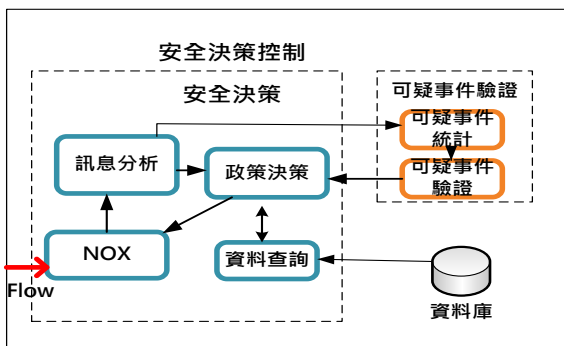 安全決策控制
安全決策
可疑事件驗證
可疑事件
統計
訊息分析
政策決策
可疑事件
驗證
NOX
資料查詢
Flow
資料庫